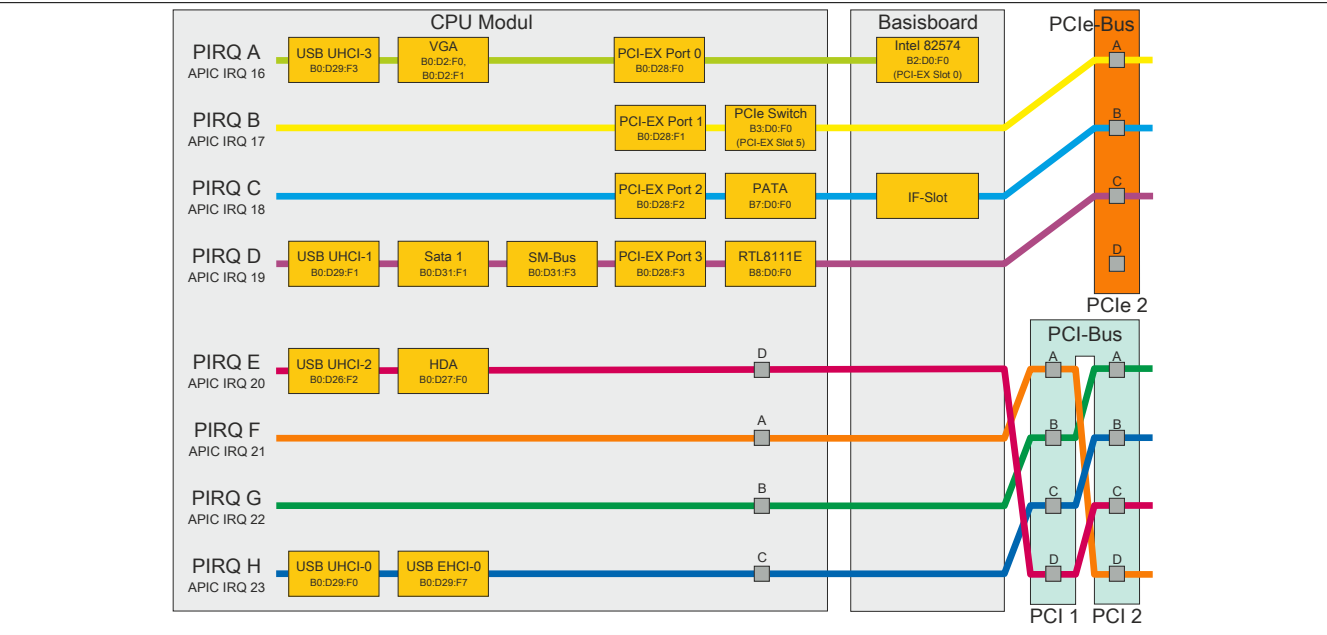 CPU Modul
Basisboard
PCIe-Bus
PIRQ A
APIC IRQ 16
USB UHCI-3
B0:D29:F3
VGA
B0:D2:F0,
B0:D2:F1
PCI-EX Port 0
B0:D28:F0
Intel 82574
B2:D0:F0
(PCI-EX Slot 0)
A
PIRQ B
APIC IRQ 17
PCI-EX Port 1
B0:D28:F1
PCIe Switch
B3:D0:F0
(PCI-EX Slot 5)
B
PIRQ C
APIC IRQ 18
PCI-EX Port 2
B0:D28:F2
PATA
B7:D0:F0
IF-Slot
C
PIRQ D
APIC IRQ 19
USB UHCI-1
B0:D29:F1
Sata 1
B0:D31:F1
SM-Bus
B0:D31:F3
PCI-EX Port 3
B0:D28:F3
RTL8111E
B8:D0:F0
D
PCIe 2
PCI-Bus
PIRQ E
APIC IRQ 20
USB UHCI-2
B0:D26:F2
HDA
B0:D27:F0
D
A
A
PIRQ F
APIC IRQ 21
A
B
B
PIRQ G
APIC IRQ 22
B
C
C
PIRQ H
APIC IRQ 23
USB UHCI-0
B0:D29:F0
USB EHCI-0
B0:D29:F7
C
D
D
PCI 1
PCI 2